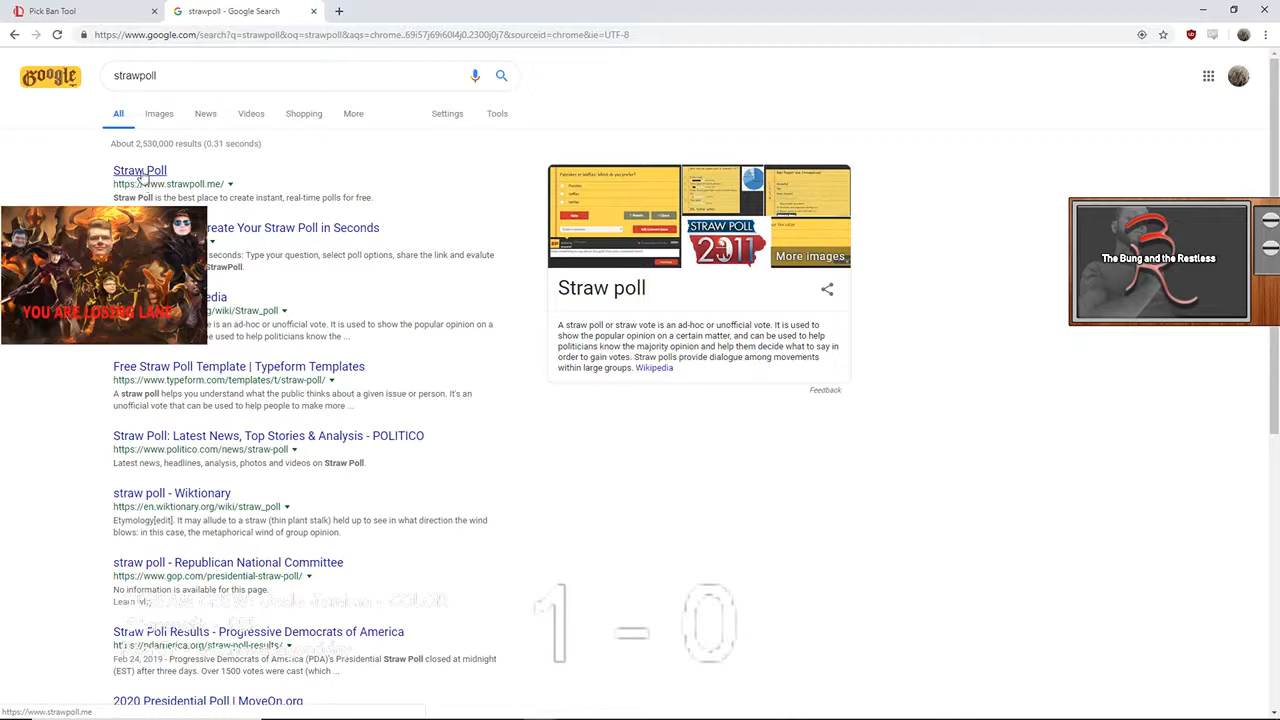 Pick Ban Tool
strawpoll - Google Search
https://www.google.com/search?q=strawpoll&oq=strawpoll&aqs=chrome..69i57j69i60l4j0.2300j0j7&sourceid=chrome&ie=UTF-8
Google
strawpoll
All
Images
News
Videos
Shopping
More
Settings
Tools
About 2,530,000 results (0.31 seconds)
Straw Poll
https://www.strawpoll.me/
Straw Poll is the best place to create instant, real-time polls for free.
reate Your Straw Poll in Seconds
seconds: Type your question, select poll options, share the link and evalute
StrawPoll.
YOU ARE LOSING LANE
edia
org/wiki/Straw_poll
e is an ad-hoc or unofficial vote. It is used to show the popular opinion on a
e used to help politicians know the ...
Free Straw Poll Template | Typeform Templates
https://www.typeform.com/templates/t/straw-poll/
A straw poll helps you understand what the public thinks about a given issue or person. It's an
unofficial vote that can be used to help people to make more ...
Straw Poll: Latest News, Top Stories & Analysis - POLITICO
https://www.politico.com/news/straw-poll
Latest news, headlines, analysis, photos and videos on Straw Poll.
straw poll - Wiktionary
https://en.wiktionary.org/wiki/straw_poll
Etymology[edit]. It may allude to a straw (thin plant stalk) held up to see in what direction the wind
blows: in this case, the metaphorical wind of group opinion.
straw poll - Republican National Committee
https://www.gop.com/presidential-straw-poll/
No information is available for this page.
Straw Poll Results - Progressive Democrats of America
https://pdamerica.org/straw-poll-results/
Feb 24, 2019 - Progressive Democrats of America (PDA)'s Presidential Straw Poll closed at midnight
(EST) after three days. Over 1500 votes were cast (which ...
2020 Presidential Poll | MoveOn.org
https://www.strawpoll.me
STRAW POLL
2011
More images
Straw poll
A straw poll or straw vote is an ad-hoc or unofficial vote. It is used to
show the popular opinion on a certain matter, and can be used to help
politicians know the majority opinion and help them decide what to say in
order to gain votes. Straw polls provide dialogue among movements
within large groups. Wikipedia
Feedback
The Bung and the Restless
1 - 0